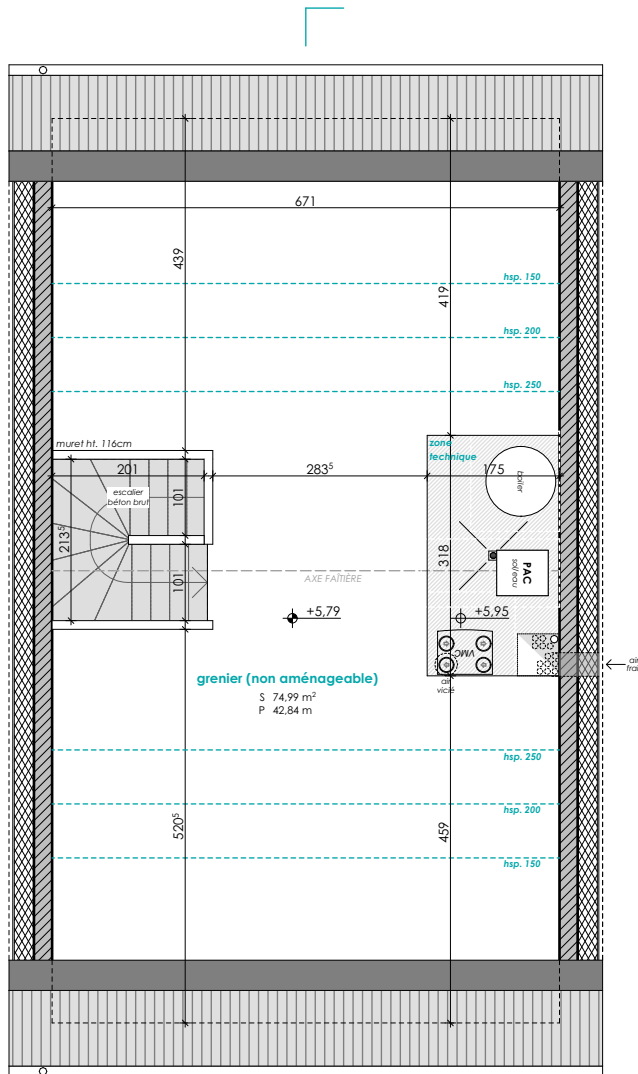 671
439
419
hsp. 150
hsp. 200
hsp. 250
muret ht. 116cm
zone
technique
201
283⁵
175
escalier
béton brut
101
boiler
213⁵
318
101
PAC
sol/eau
AXE FAÎTIÈRE
+5,79
+5,95
VMC
air
vicié
air
frais
grenier (non aménageable)
S 74,99 m²
P 42,84 m
hsp. 250
hsp. 200
520⁵
459
hsp. 150